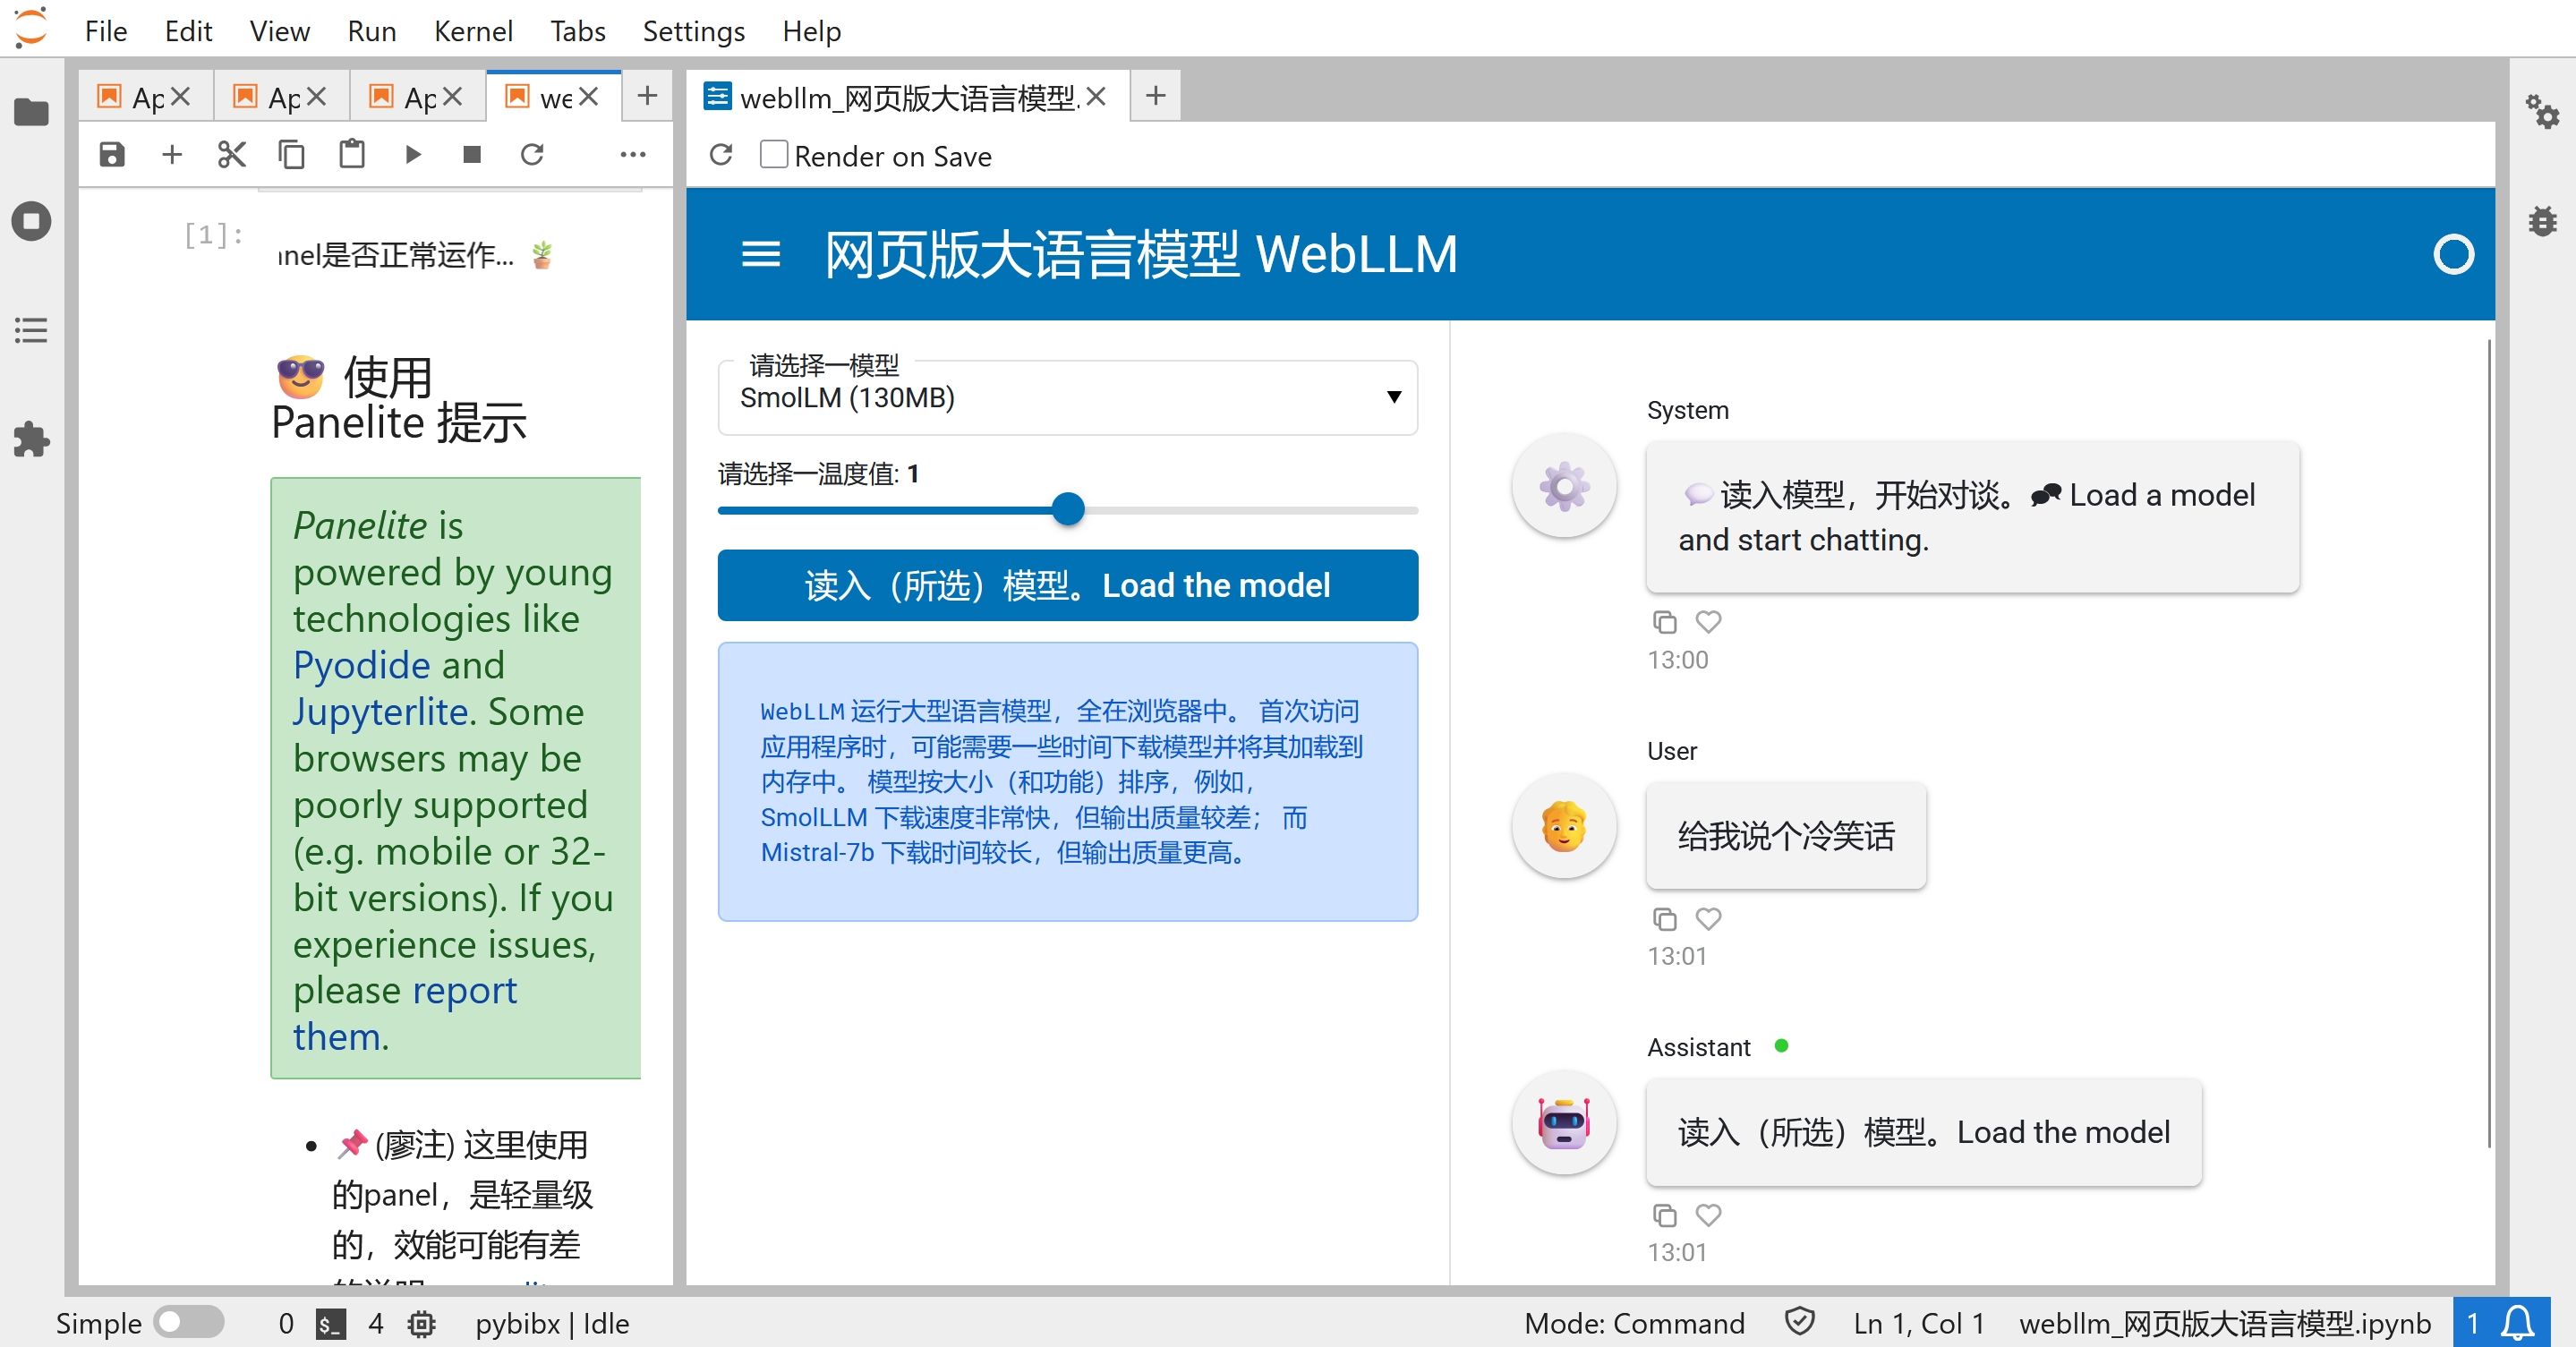 File Edit View Run Kernel Tabs Settings Help
Ap Ap Ap we
webllm_网页版大语言模型.
Render on Save
[1]:
nel是否正常运作...
使用
Panelite 提示
Panelite is
powered by young
technologies like
Pyodide and
Jupyterlite. Some
browsers may be
poorly supported
(e.g. mobile or 32-
bit versions). If you
experience issues,
please report
them.
(廖注) 这里使用
的panel，是轻量级
的，效能可能有差
网页版大语言模型 WebLLM
请选择一模型
SmolLM (130MB)
请选择一温度值: 1
读入（所选）模型。Load the model
WebLLM 运行大型语言模型，全在浏览器中。 首次访问
应用程序时，可能需要一些时间下载模型并将其加载到
内存中。 模型按大小（和功能）排序，例如，
SmolLLM 下载速度非常快，但输出质量较差； 而
Mistral-7b 下载时间较长，但输出质量更高。
System
读入模型，开始对谈。 Load a model
and start chatting.
13:00
User
给我说个冷笑话
13:01
Assistant
读入（所选）模型。Load the model
13:01
Simple 0 $_ 4 pybibx | Idle
Mode: Command Ln 1, Col 1 webllm_网页版大语言模型.ipynb 1